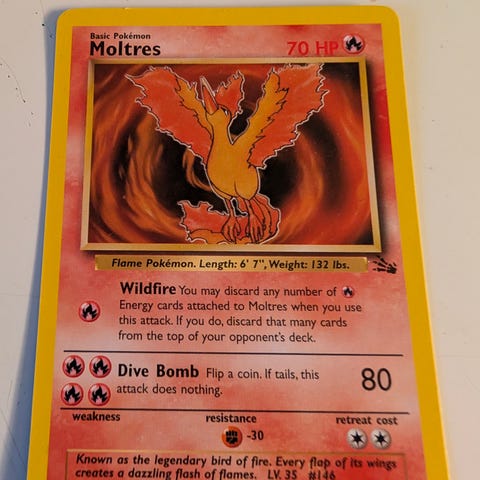 Basic Pokémon
Moltres 70 HP
Flame Pokémon. Length: 6' 7", Weight: 132 lbs.
Wildfire You may discard any number of
Energy cards attached to Moltres when you use
this attack. If you do, discard that many cards
from the top of your opponent's deck.
Dive Bomb Flip a coin. If tails, this 80
attack does nothing.
weakness resistance retreat cost
-30
Known as the legendary bird of fire. Every flap of its wings
creates a dazzling flash of flames. LV. 35 #146